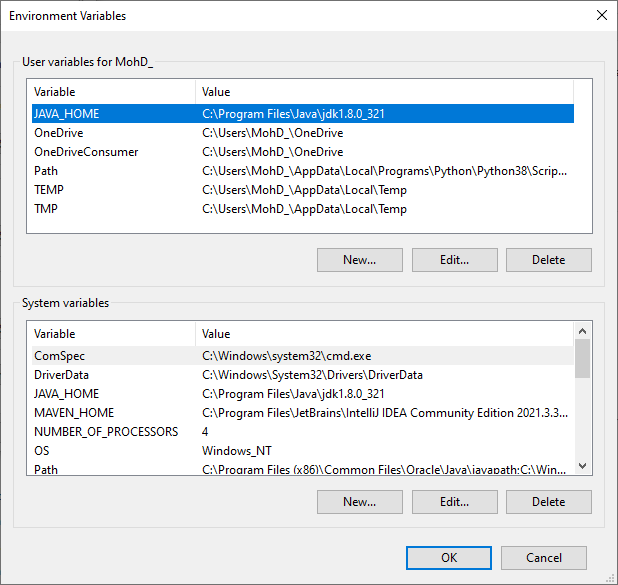 Environment Variables
User variables for MohD_
Variable Value
JAVA_HOME C:\Program Files\Java\jdk1.8.0_321
OneDrive C:\Users\MohD_\OneDrive
OneDriveConsumer C:\Users\MohD_\OneDrive
Path C:\Users\MohD_\AppData\Local\Programs\Python\Python38\Scrip...
TEMP C:\Users\MohD_\AppData\Local\Temp
TMP C:\Users\MohD_\AppData\Local\Temp
New... Edit... Delete
System variables
Variable Value
ComSpec C:\Windows\system32\cmd.exe
DriverData C:\Windows\System32\Drivers\DriverData
JAVA_HOME C:\Program Files\Java\jdk1.8.0_321
MAVEN_HOME C:\Program Files\JetBrains\IntelliJ IDEA Community Edition 2021.3.3...
NUMBER_OF_PROCESSORS 4
OS Windows_NT
Path C:\Program Files (x86)\Common Files\Oracle\Java\javapath;C:\Win...
New... Edit... Delete
OK Cancel